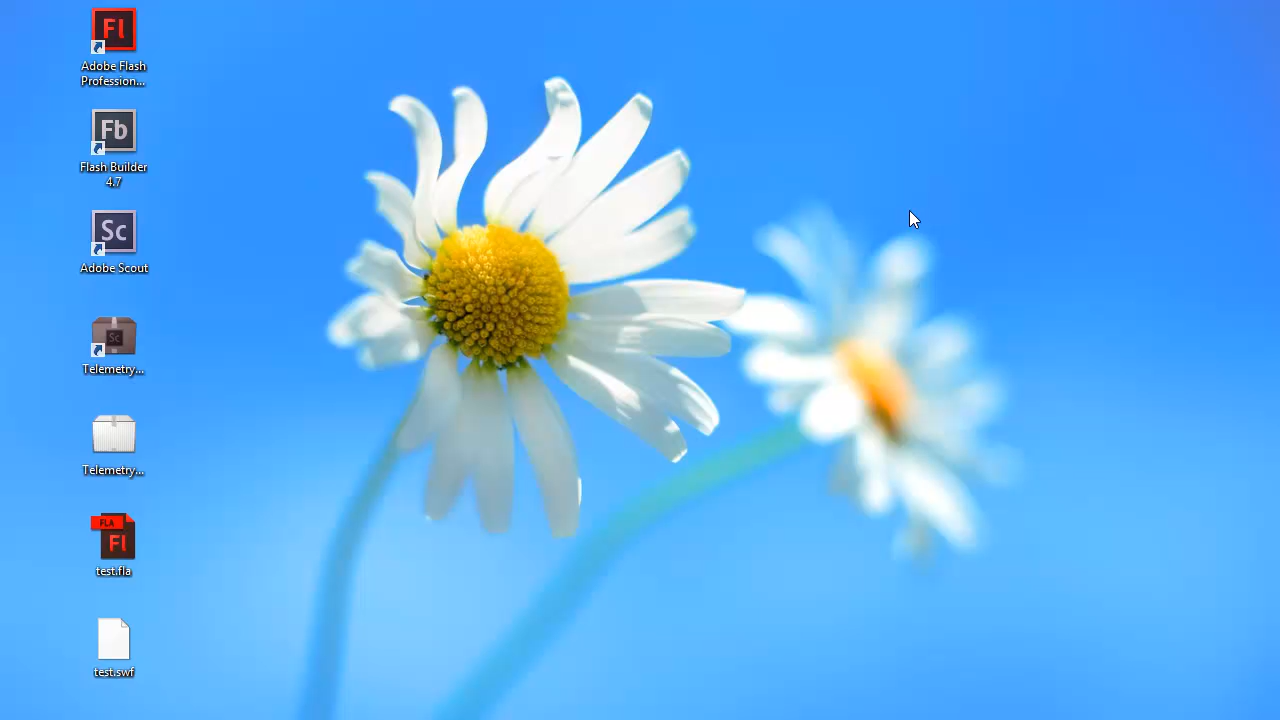 Fl
Adobe Flash
Profession...
Fb
Flash Builder
4.7
Sc
Adobe Scout
Sc
Telemetry...
Telemetry...
FLA
Fl
test.fla
test.swf